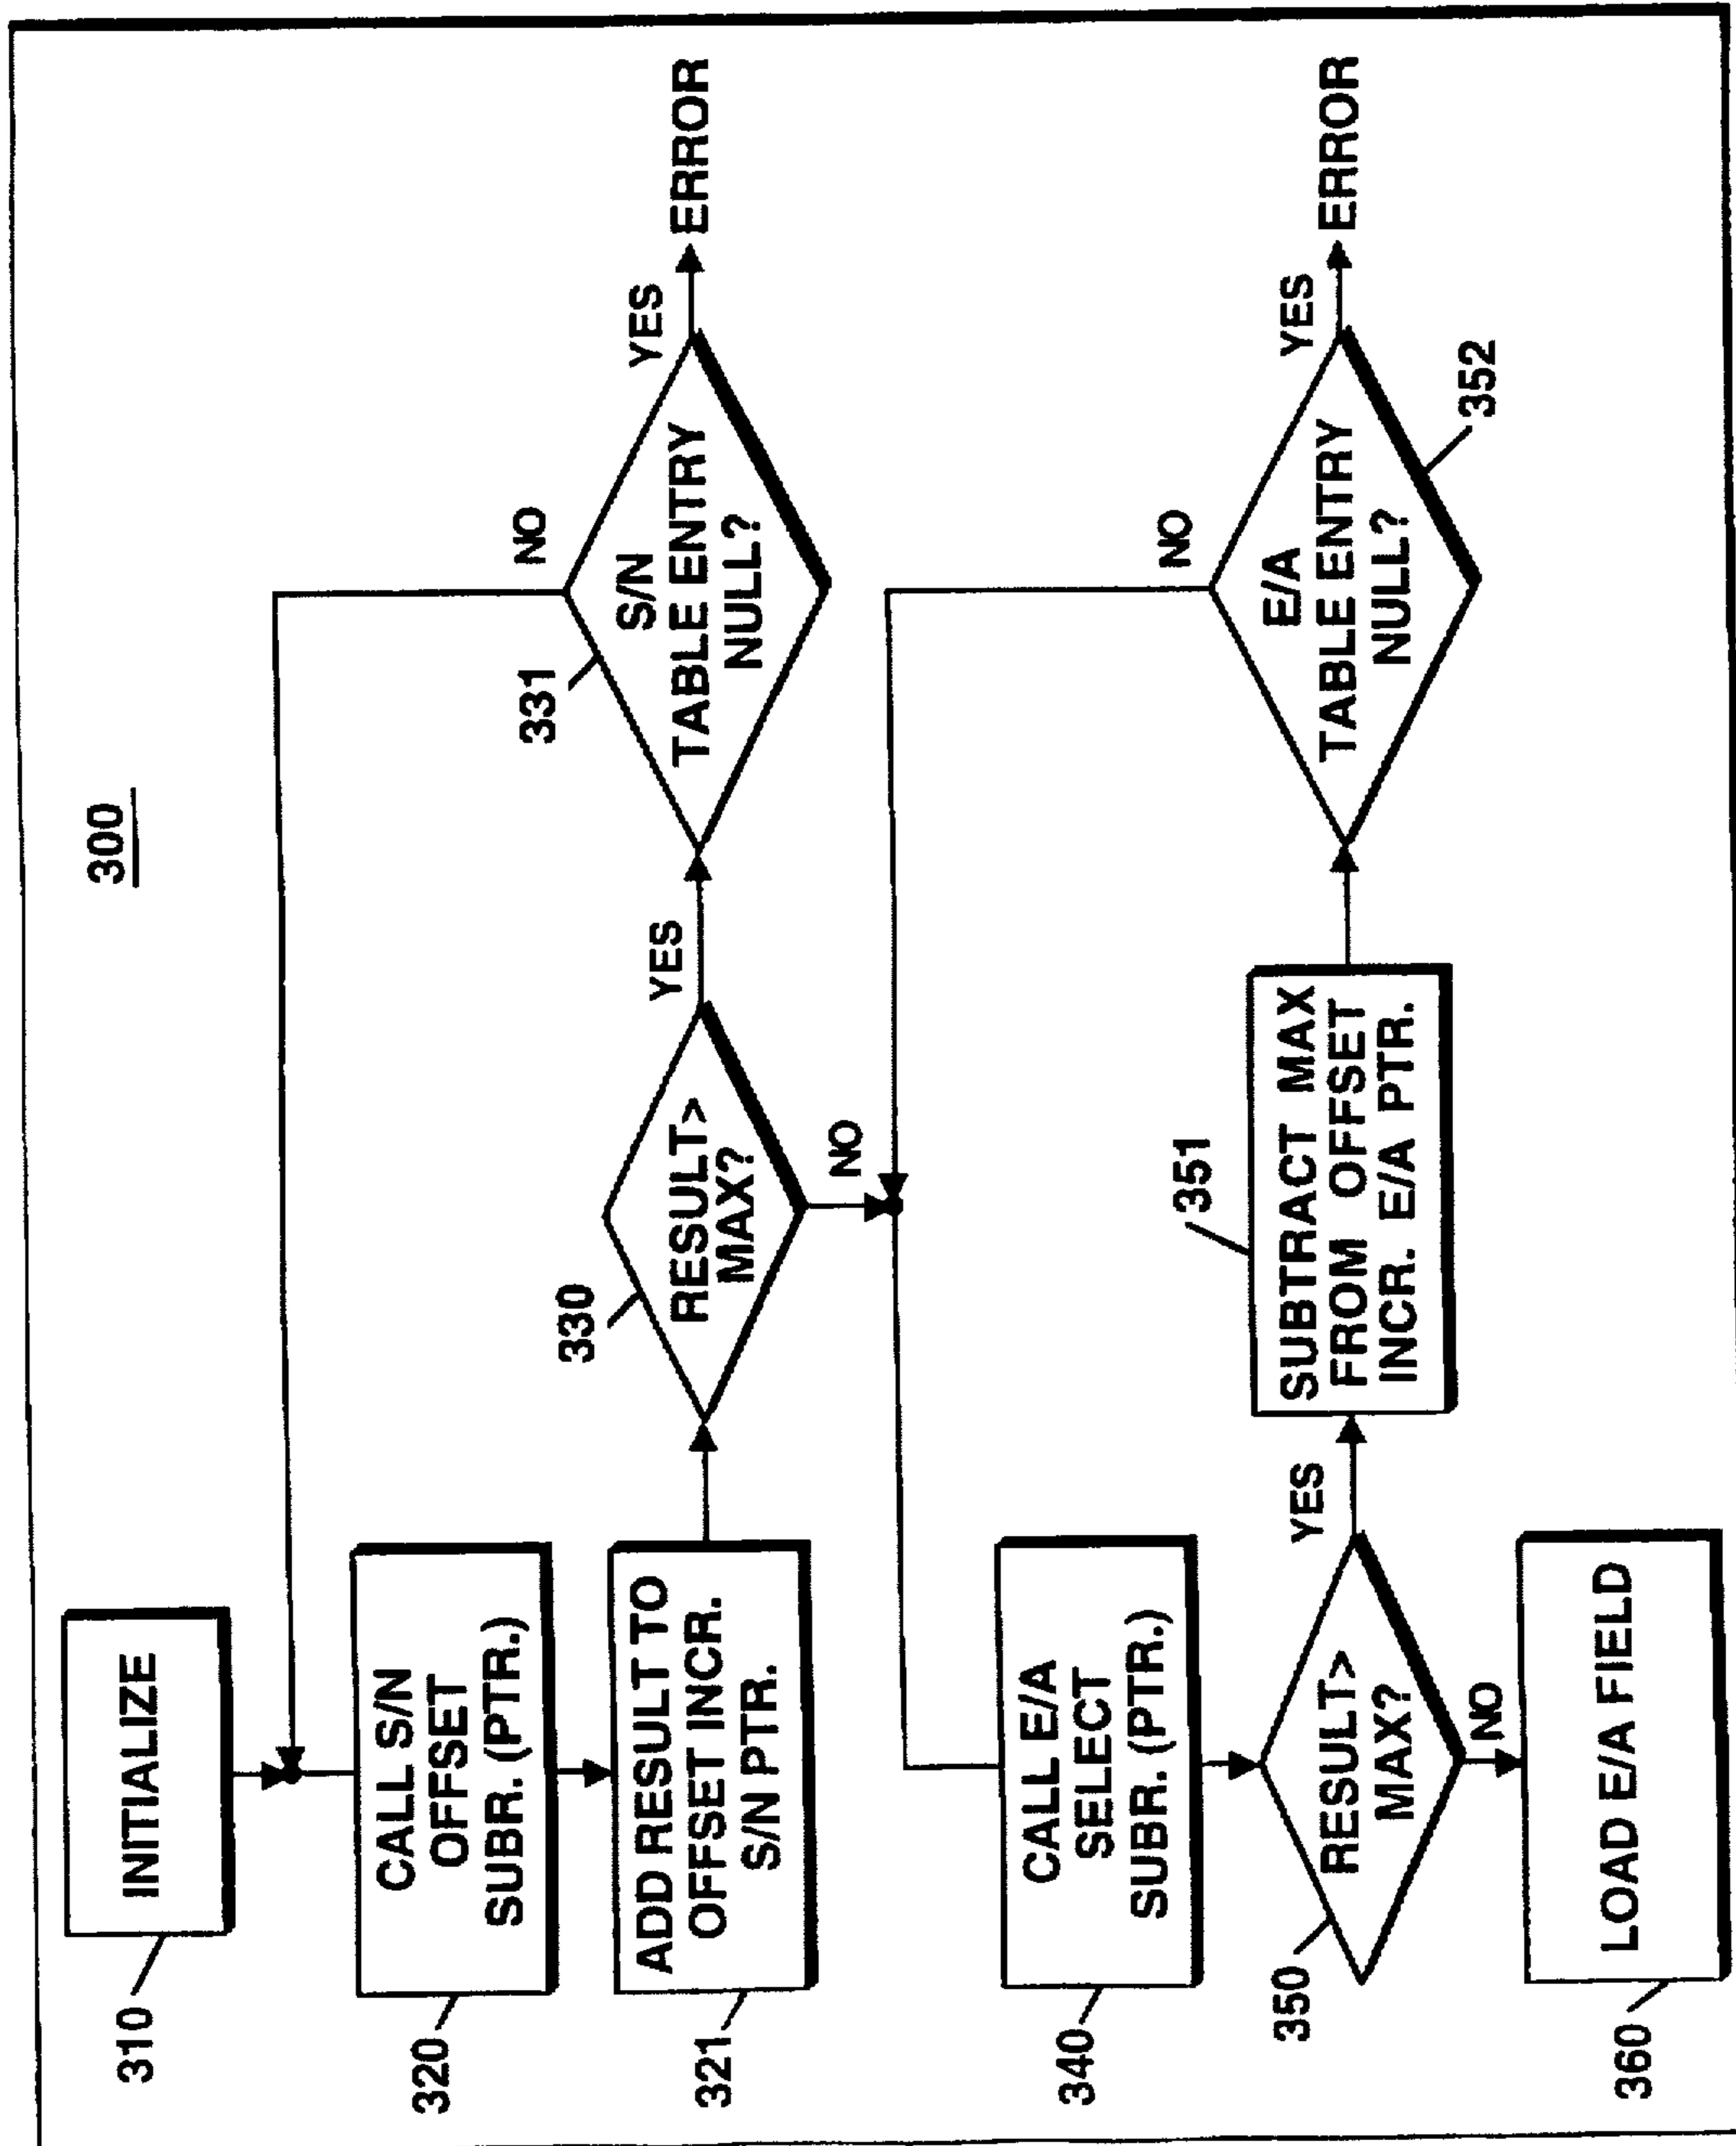 300
310
INITIALIZE
320
CALL S/N
OFFSET
SUBR. (PTR.)
321
ADD RESULT TO
OFFSET INCR.
S/N PTR.
330
RESULT>
MAX?
YES
NO
331
S/N
TABLE ENTRY
NULL?
NO
YES
ERROR
340
CALL E/A
SELECT
SUBR. (PTR.)
350
RESULT>
MAX?
YES
NO
351
SUBTRACT MAX
FROM OFFSET
INCR. E/A PTR.
352
E/A
TABLE ENTRY
NULL?
NO
YES
ERROR
360
LOAD E/A FIELD